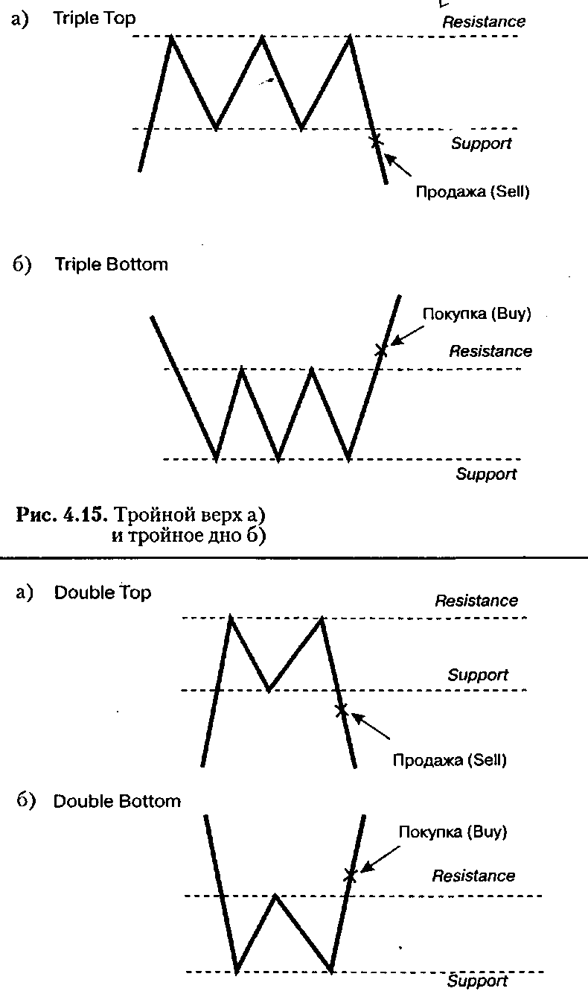 а) Triple Top
Resistance
Support
Продажа (Sell)
б) Triple Bottom
Покупка (Buy)
Resistance
Support
Рис. 4.15. Тройной верх а)
и тройное дно б)
а) Double Top
Resistance
Support
Продажа (Sell)
б) Double Bottom
Покупка (Buy)
Resistance
Support